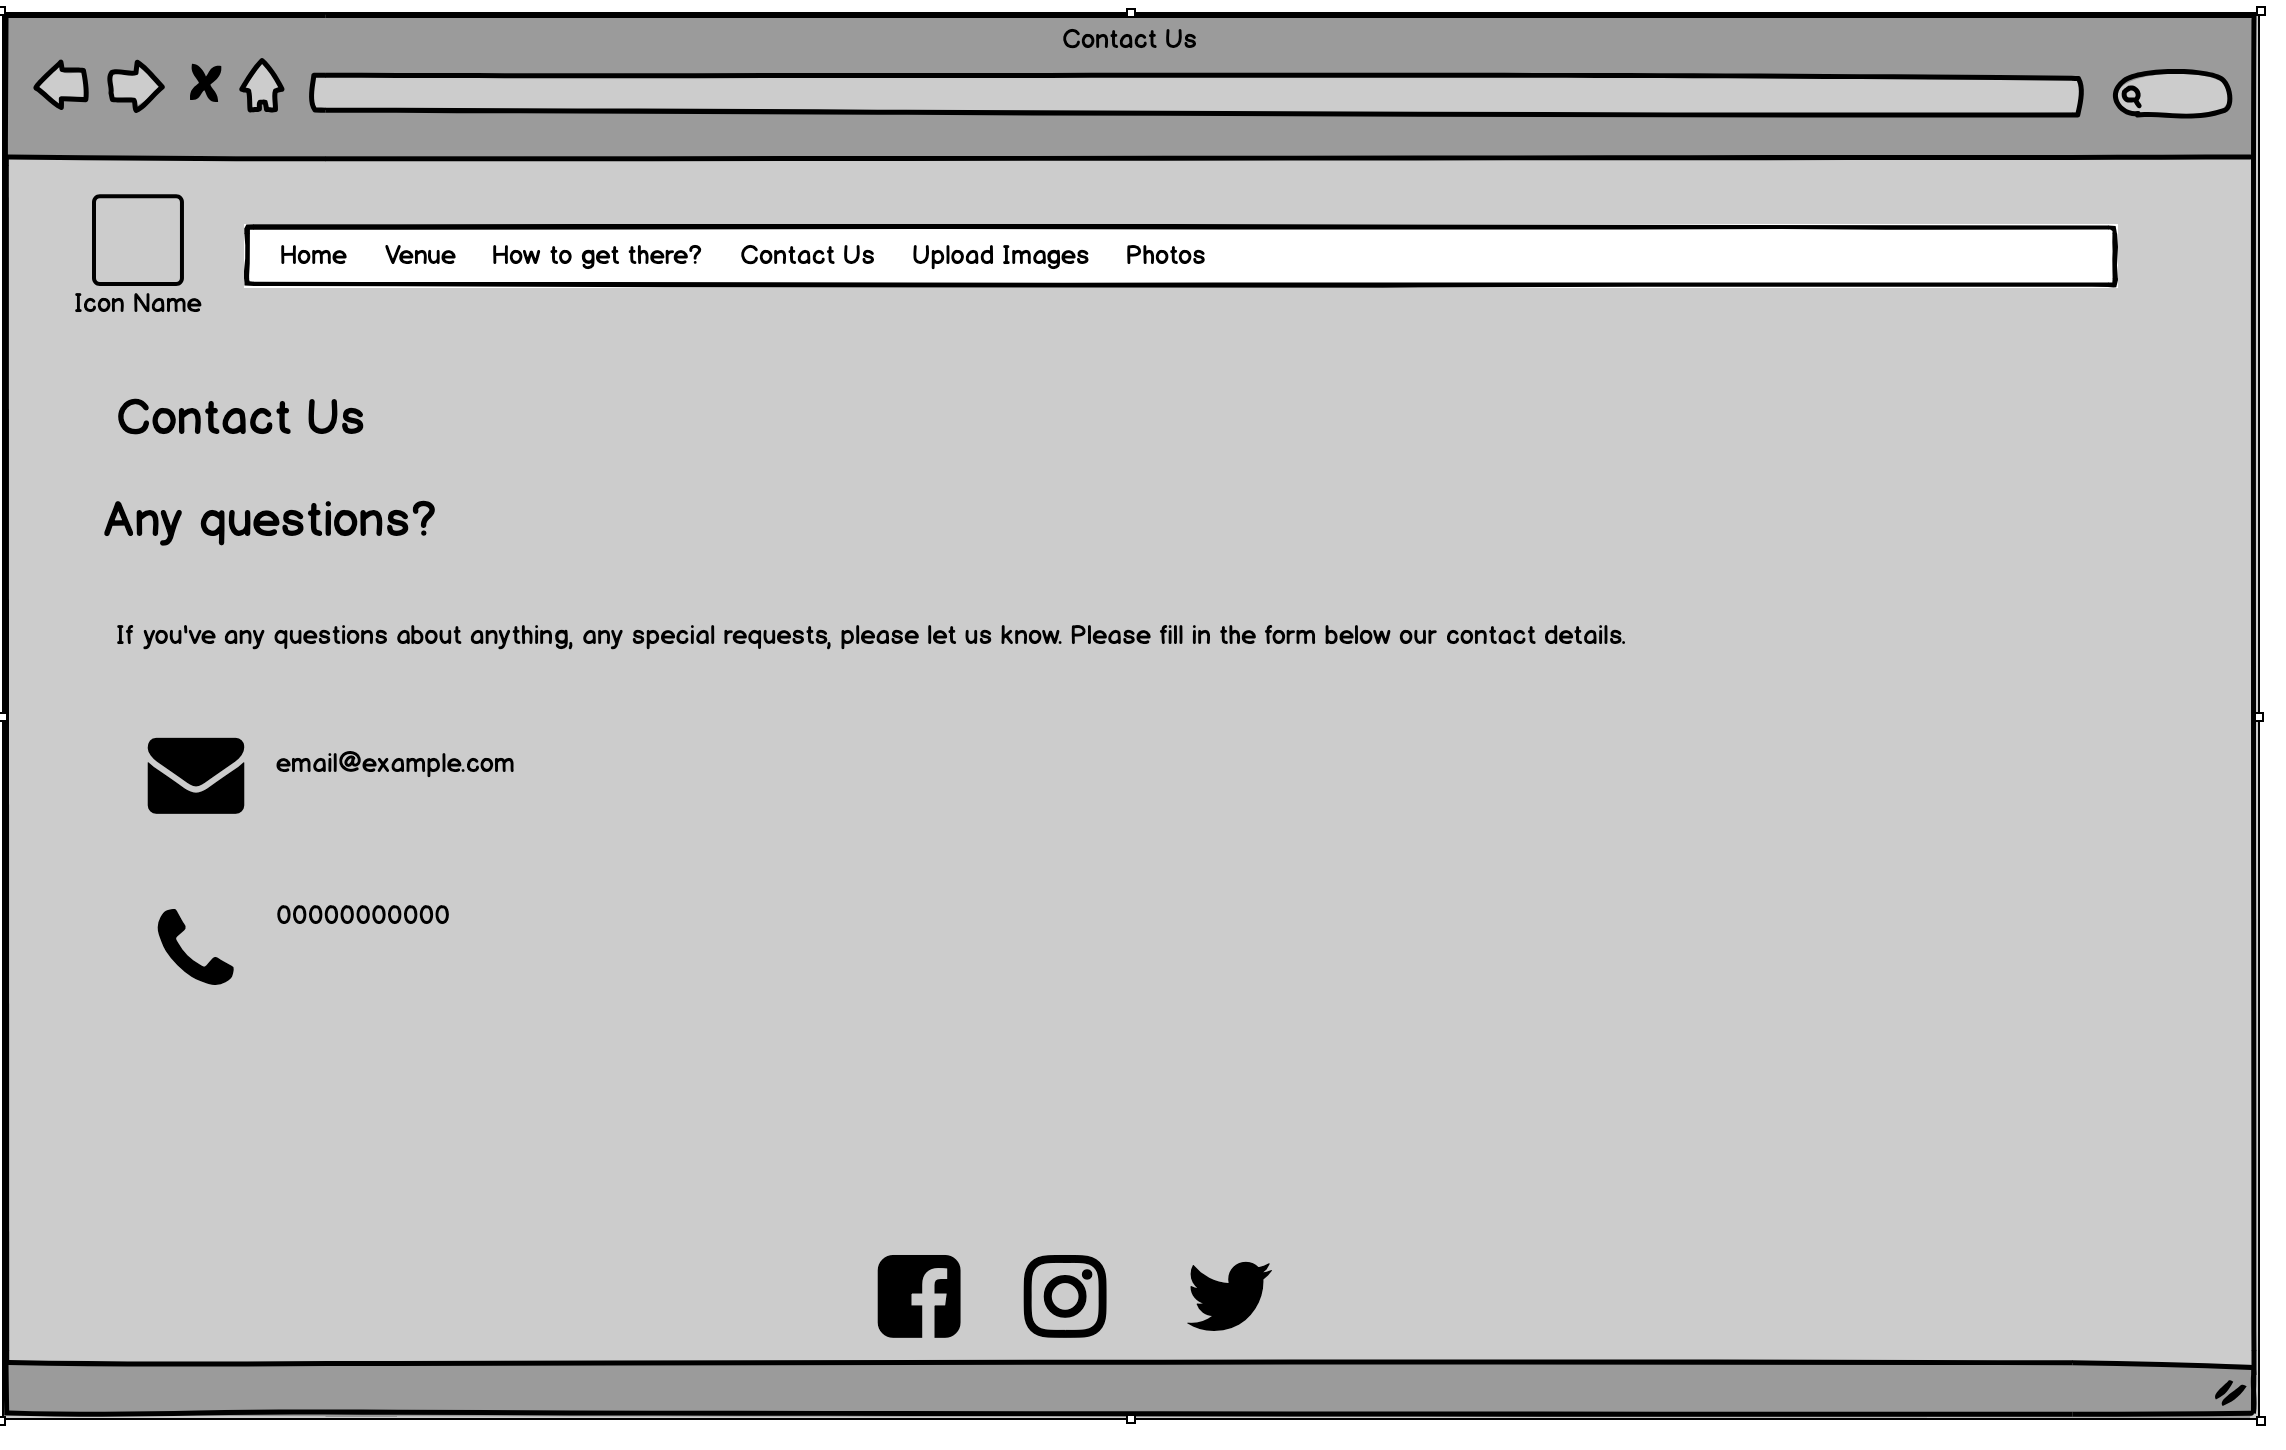 Contact Us
Home Venue How to get there? Contact Us Upload Images Photos
Icon Name
Contact Us
Any questions?
If you've any questions about anything, any special requests, please let us know. Please fill in the form below our contact details.
email@example.com
00000000000